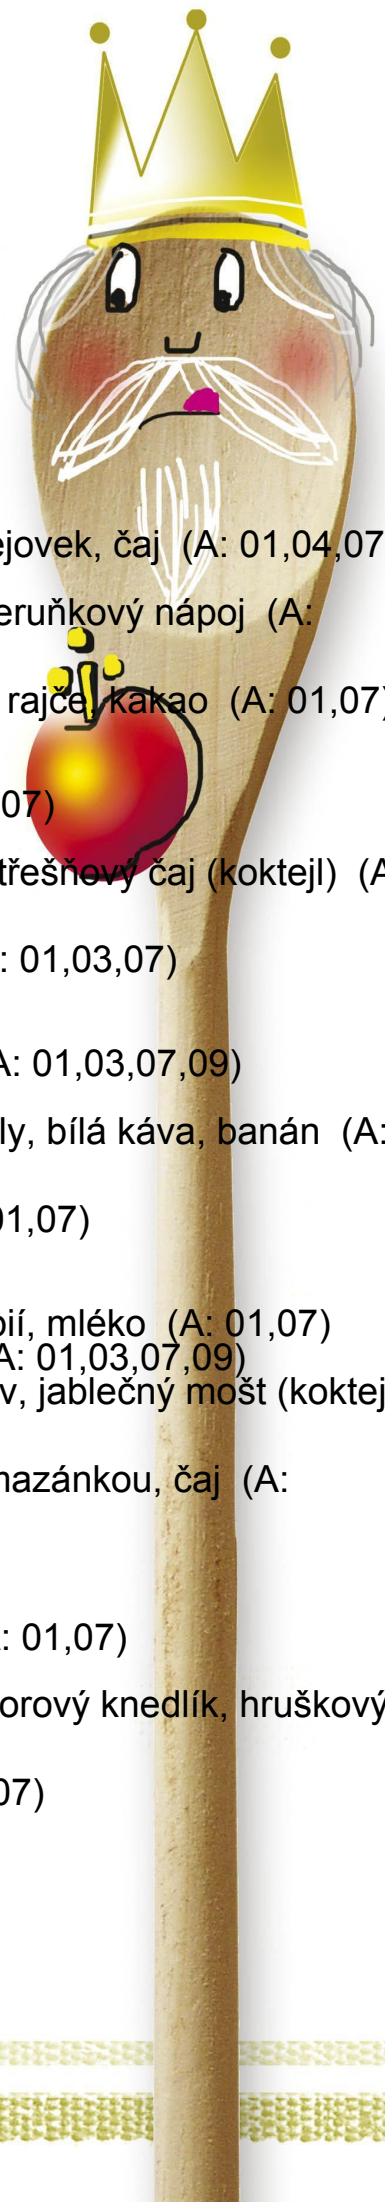 ejovek, čaj (A: 01,04,07
eruňkový nápoj (A:
rajče, kakao (A: 01,07)
07)
třešňový čaj (koktejl) (A
: 01,03,07)
A: 01,03,07,09)
ly, bílá káva, banán (A:
01,07)
pií, mléko (A: 01,07)
A: 01,03,07,09)
v, jablečný mošt (koktej
mazánkou, čaj (A:
: 01,07)
orový knedlík, hruškový
07)